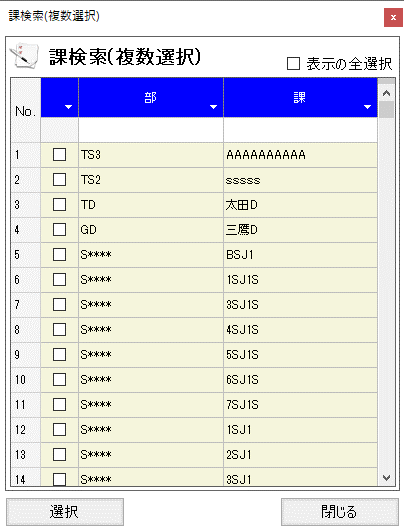 課検索(複数選択)
x
課検索(複数選択)
表示の全選択
No. 部 課
1 TS3 AAAAAAAAAA
2 TS2 sssss
3 TD 太田D
4 GD 三鷹D
5 S**** BSJ1
6 S**** 1SJ1S
7 S**** 3SJ1S
8 S**** 4SJ1S
9 S**** 5SJ1S
10 S**** 6SJ1S
11 S**** 7SJ1S
12 S**** 1SJ1
13 S**** 2SJ1
14 S**** 3SJ1
選択 閉じる